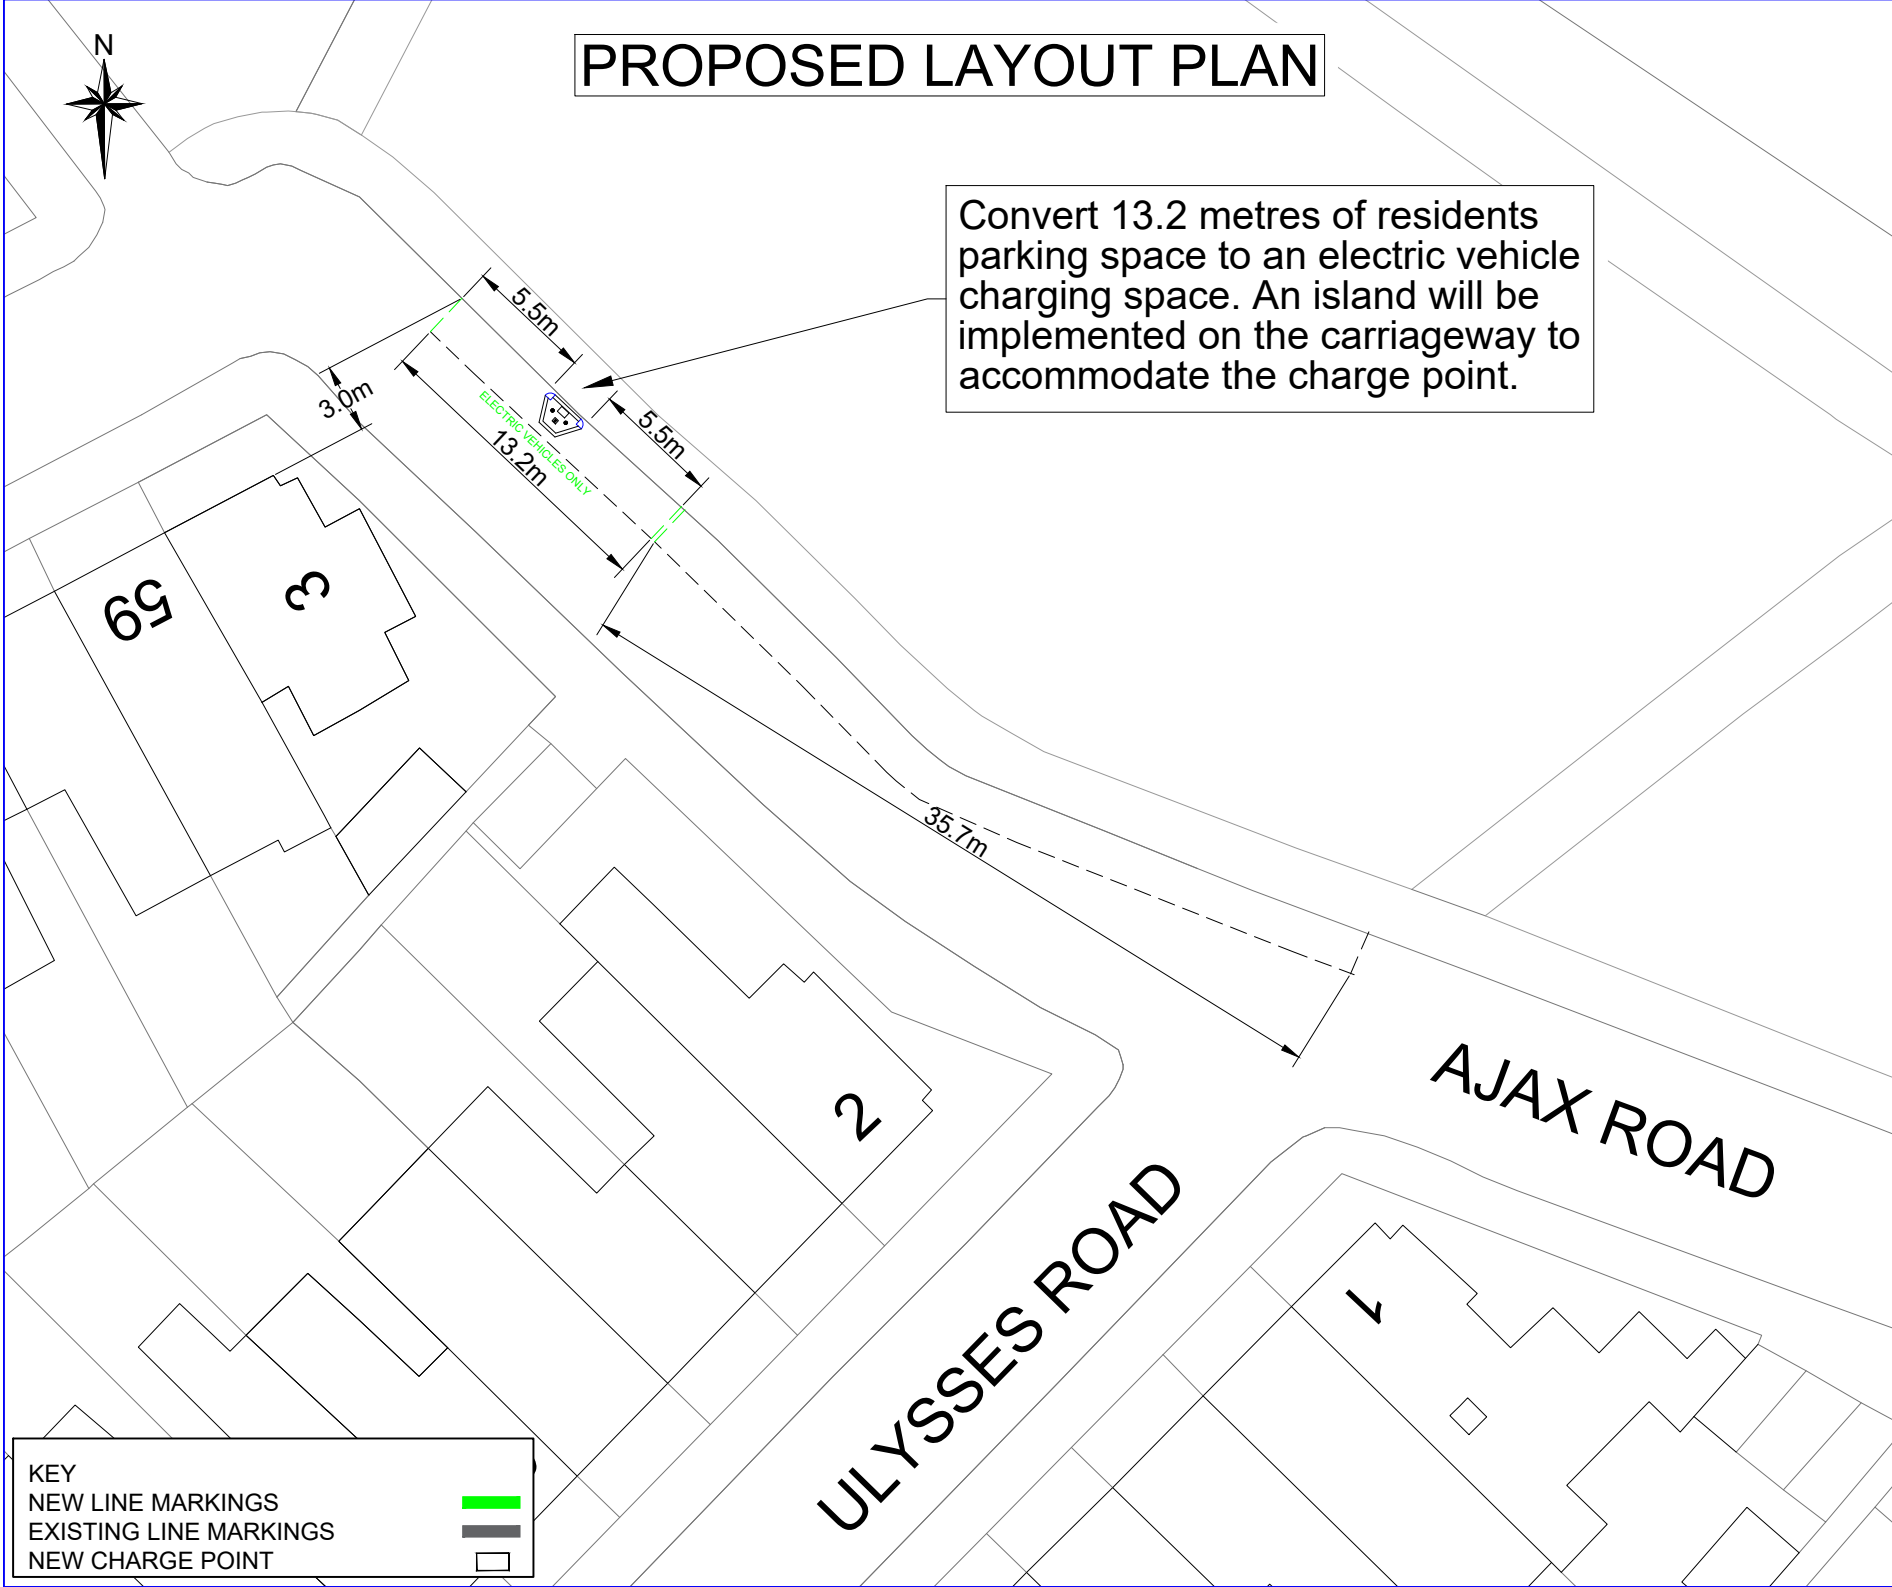 N
PROPOSED LAYOUT PLAN
Convert 13.2 metres of residents
parking space to an electric vehicle
charging space. An island will be
implemented on the carriageway to
accommodate the charge point.
5.5m
3.0m
ELECTRIC VEHICLES ONLY
5.5m
13.2m
59
3
35.7m
2
AJAX ROAD
ULYSSES ROAD
1
KEY
NEW LINE MARKINGS
EXISTING LINE MARKINGS
NEW CHARGE POINT